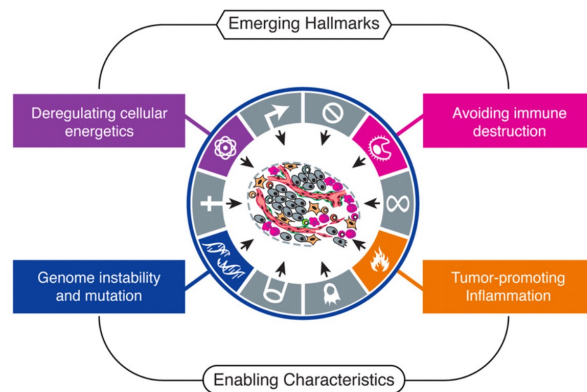 Emerging Hallmarks
Deregulating cellular
energetics
Avoiding immune
destruction
Genome instability
and mutation
Tumor-promoting
Inflammation
Enabling Characteristics